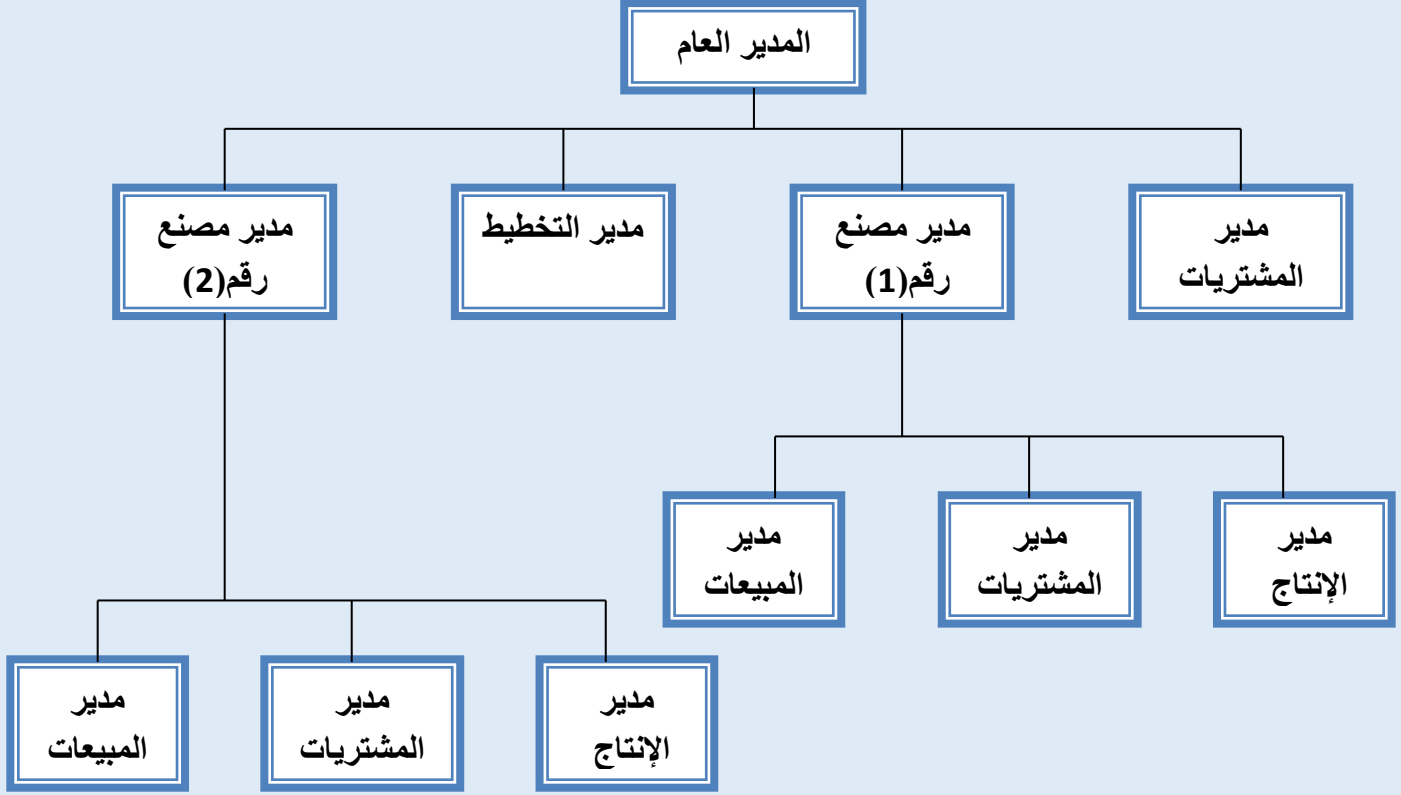 المدير العام
مدير
المشتريات
مدير مصنع
رقم(1)
مدير التخطيط
مدير مصنع
رقم(2)
مدير
الإنتاج
مدير
المشتريات
مدير
المبيعات
مدير
الإنتاج
مدير
المشتريات
مدير
المبيعات